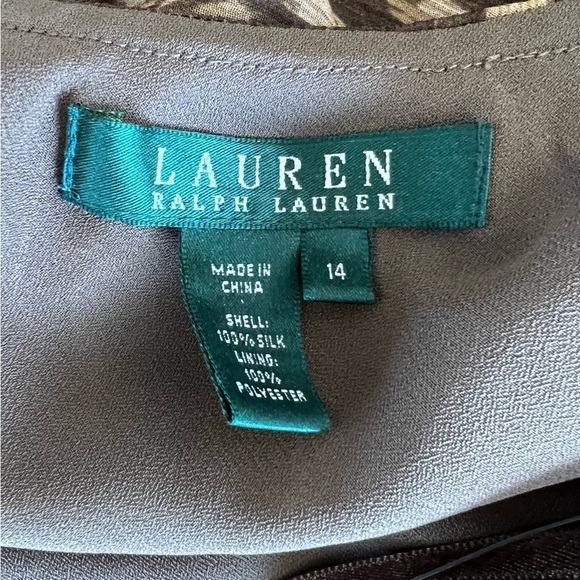 LAUREN
RALPH LAUREN
MADE IN
CHINA
14
SHELL:
100% SILK
LINING:
100%
POLYESTER